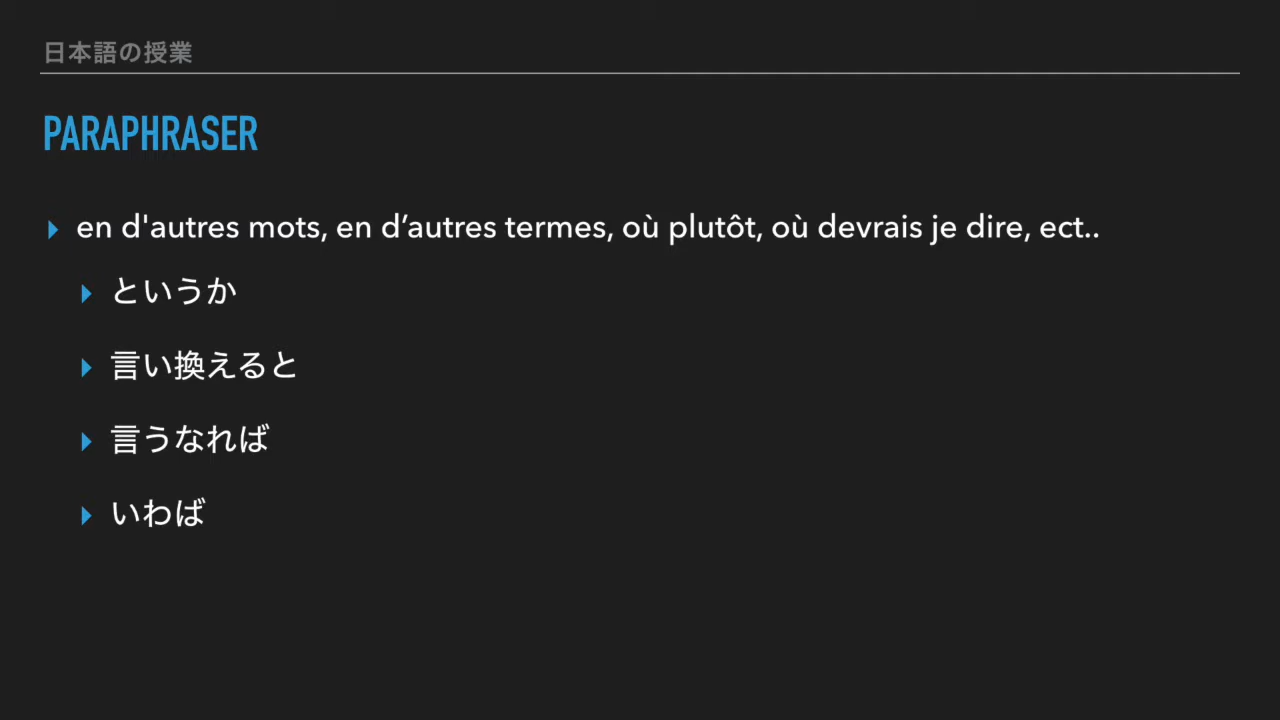 日本語の授業
PARAPHRASER
en d'autres mots, en d’autres termes, où plutôt, où devrais je dire, ect..
というか
言い換えると
言うなれば
いわば